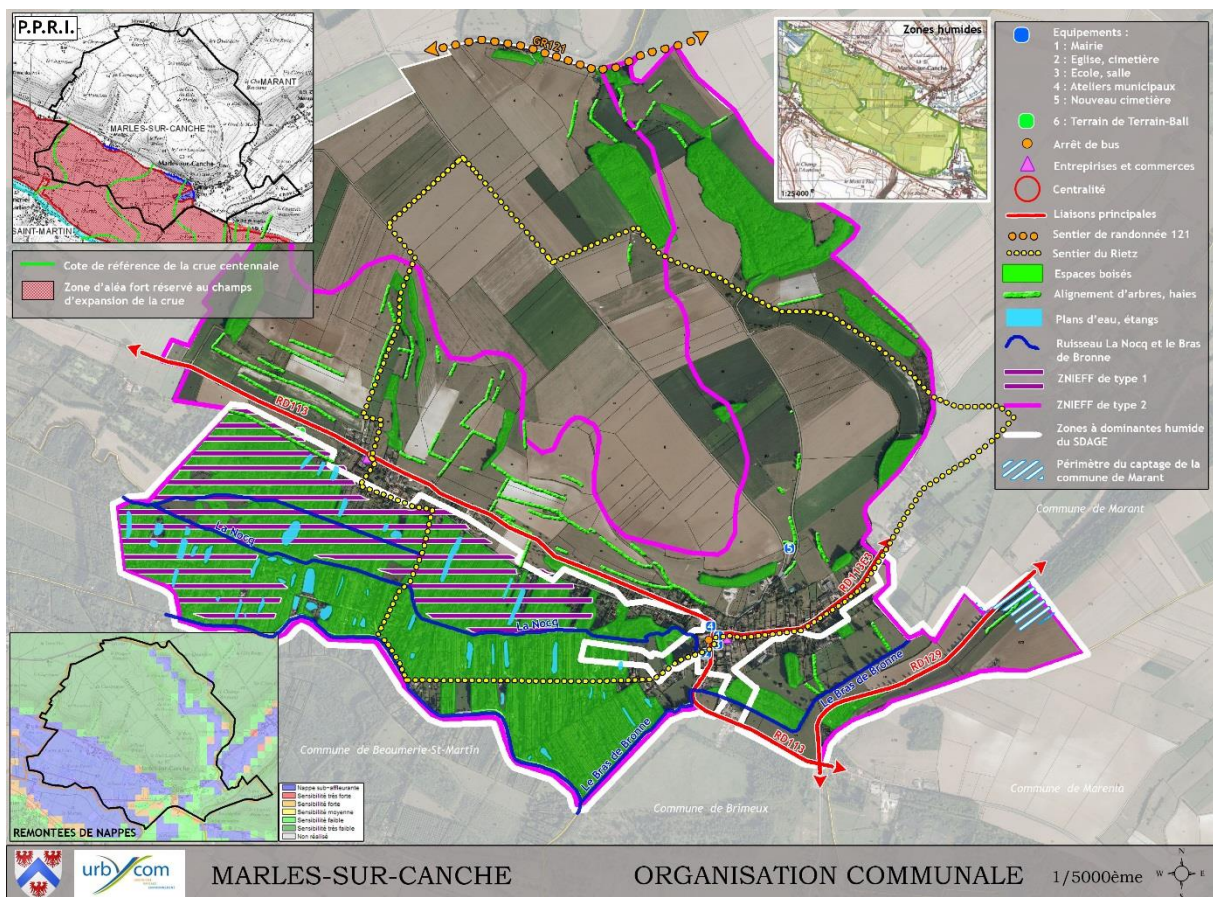 P.P.R.I.
MARANT
MARLES-SUR-CANCHE
Marles-sur-Canche
SAINT-MARTIN
Cote de référence de la crue centennale
Zone d'aléa fort réservé au champs
d'expansion de la crue
GR121
Zones humides
1:25 000
Equipements :
1 : Mairie
2 : Eglise, cimetière
3 : Ecole, salle
4 : Ateliers municipaux
5 : Nouveau cimetière
6 : Terrain de Terrain-Ball
Arrêt de bus
Entreprises et commerces
Centralité
Liaisons principales
Sentier de randonnée 121
Sentier du Rietz
Espaces boisés
Alignement d'arbres, haies
Plans d'eau, étangs
Ruisseau La Nocq et le Bras
de Bronne
ZNIEFF de type 1
ZNIEFF de type 2
Zones à dominantes humide
du SDAGE
Périmètre du captage de la
commune de Marant
RD113
Commune de Marant
5
RD113E3
La Nocq
La Nocq
4
RD129
Le Bras de Bronne
RD113
Le Bras de Bronne
Commune de Beaumerie-St-Martin
Commune de Brimeux
Commune de Marenla
REMONTEES DE NAPPES
Nappe sub-affleurante
Sensibilité très forte
Sensibilité forte
Sensibilité moyenne
Sensibilité faible
Sensibilité très faible
Non réalisé
urbycom
MARLES-SUR-CANCHE
ORGANISATION COMMUNALE
1/5000ème
N
W
E
S